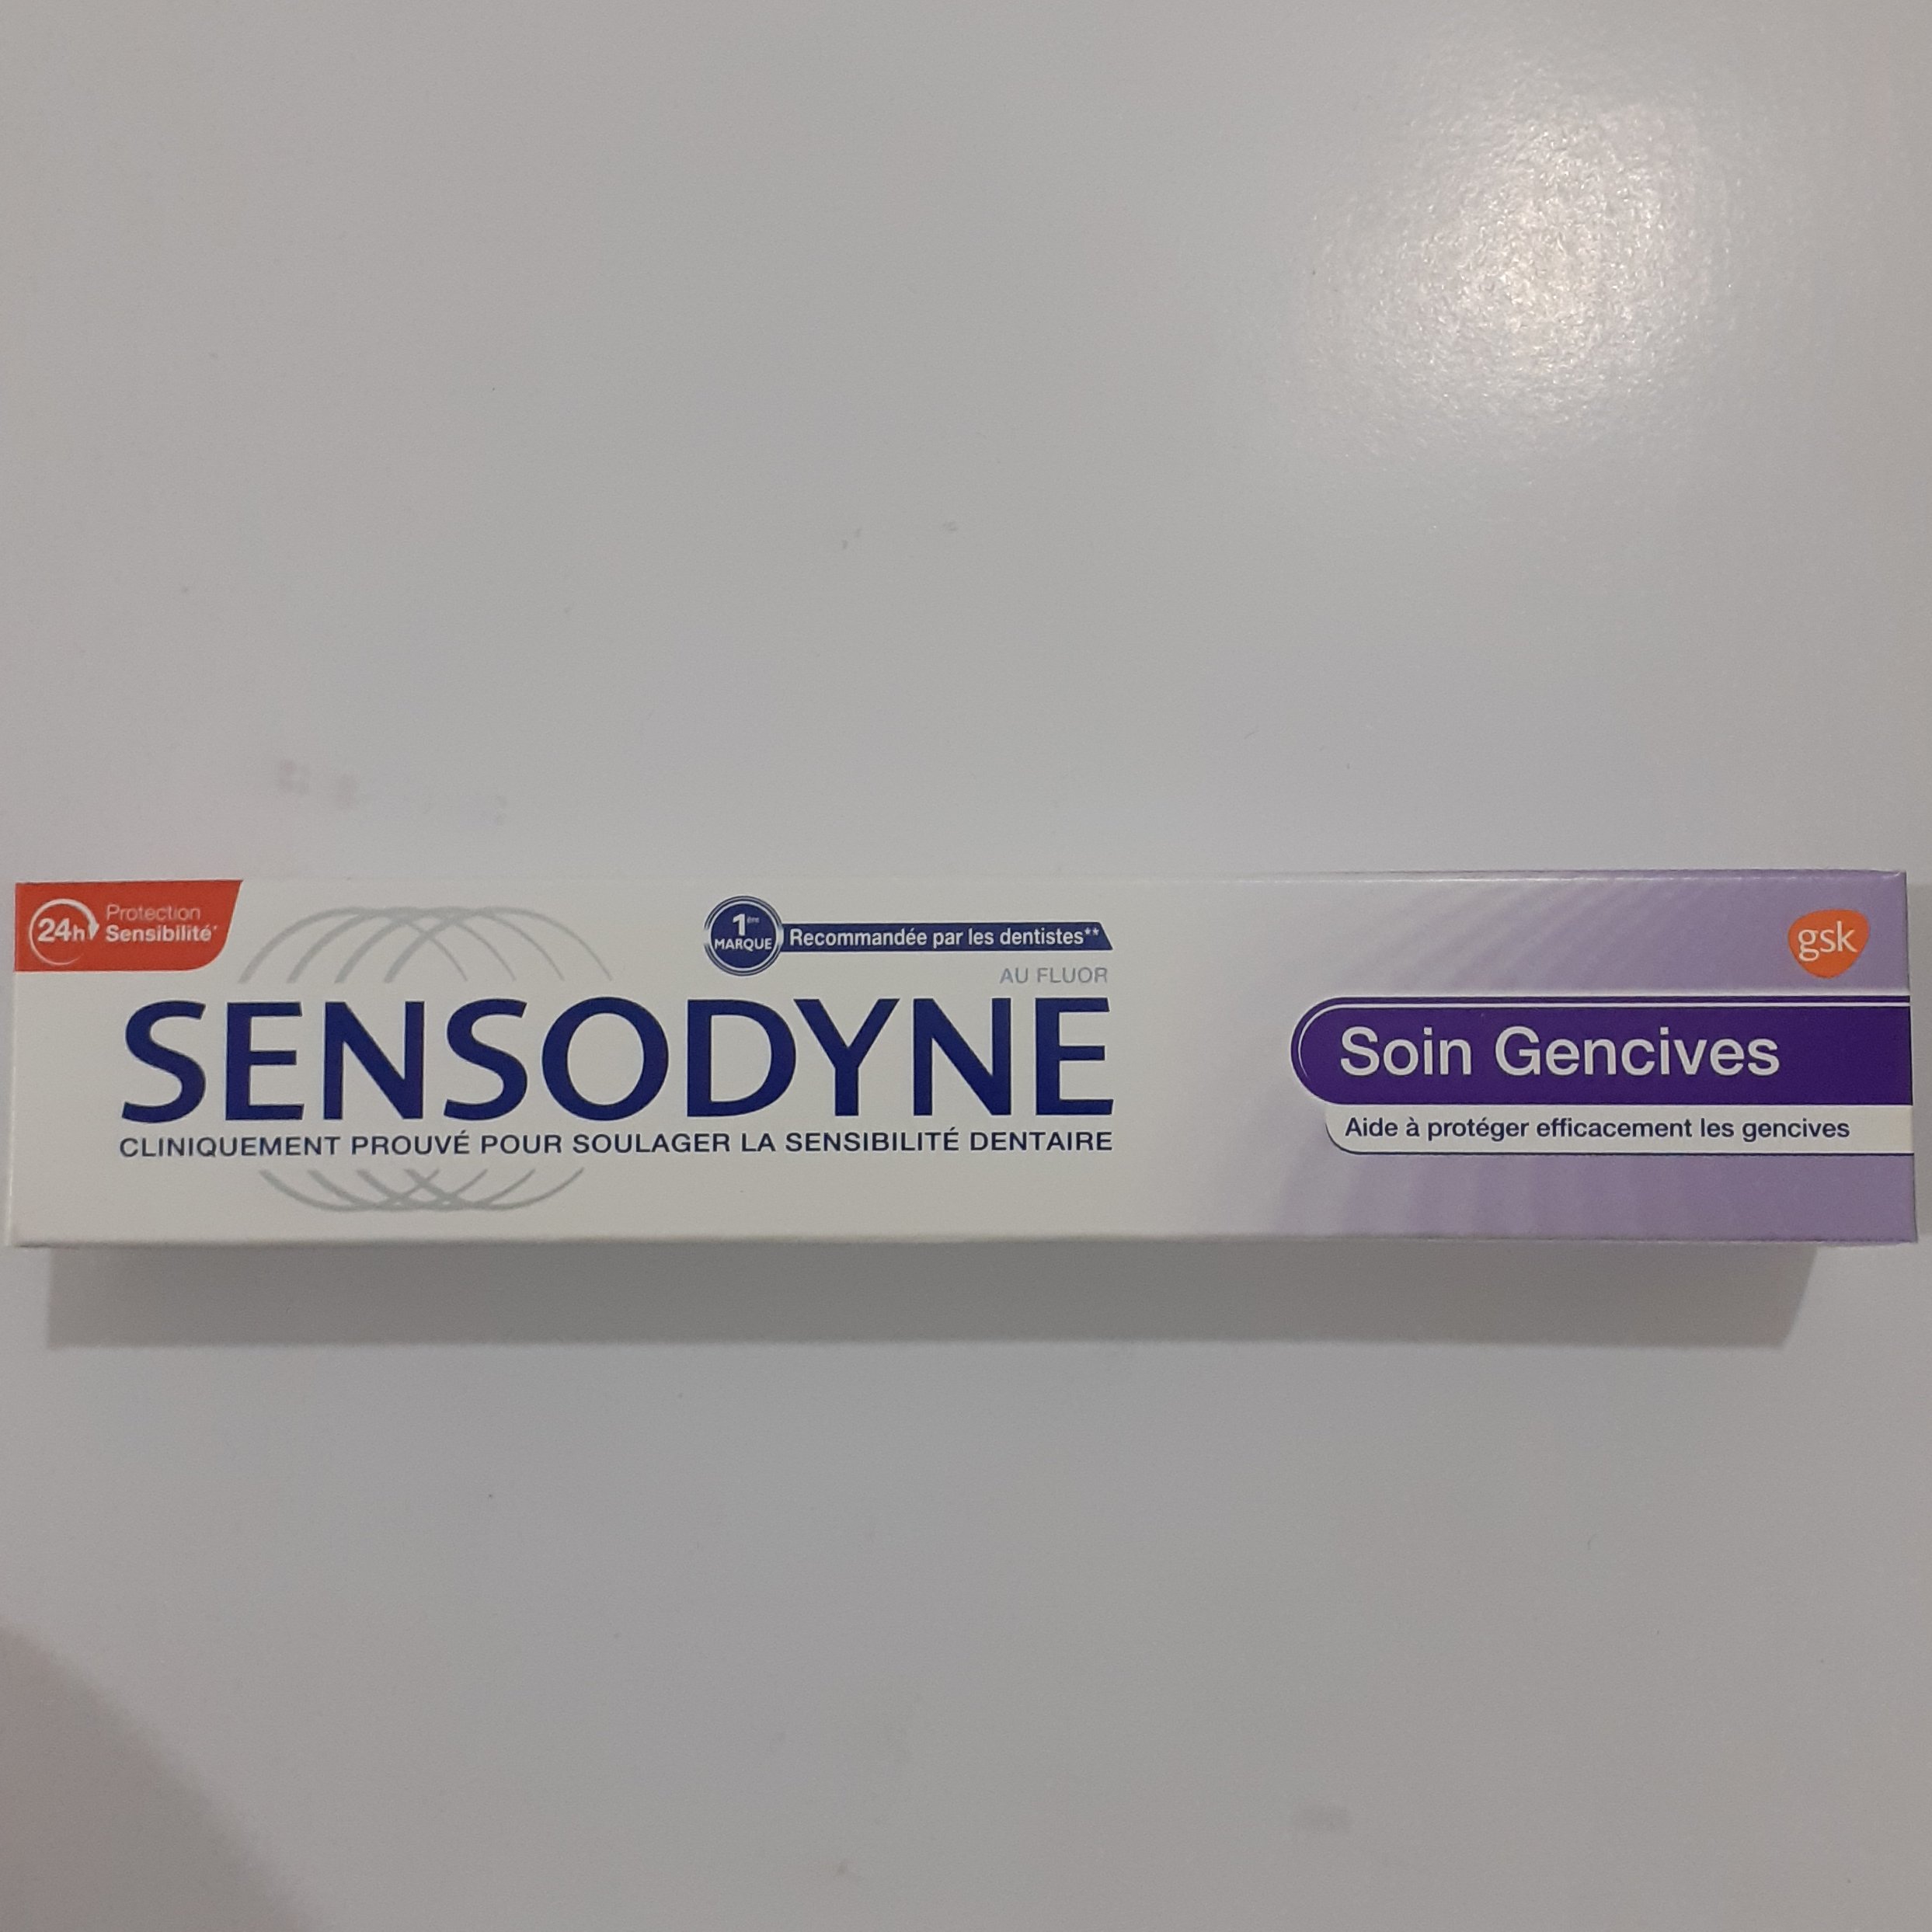 24h Protection
Sensibilité*
1ère
MARQUE
Recommandée par les dentistes**
AU FLUOR
SENSODYNE
CLINIQUEMENT PROUVÉ POUR SOULAGER LA SENSIBILITÉ DENTAIRE
gsk
Soin Gencives
Aide à protéger efficacement les gencives